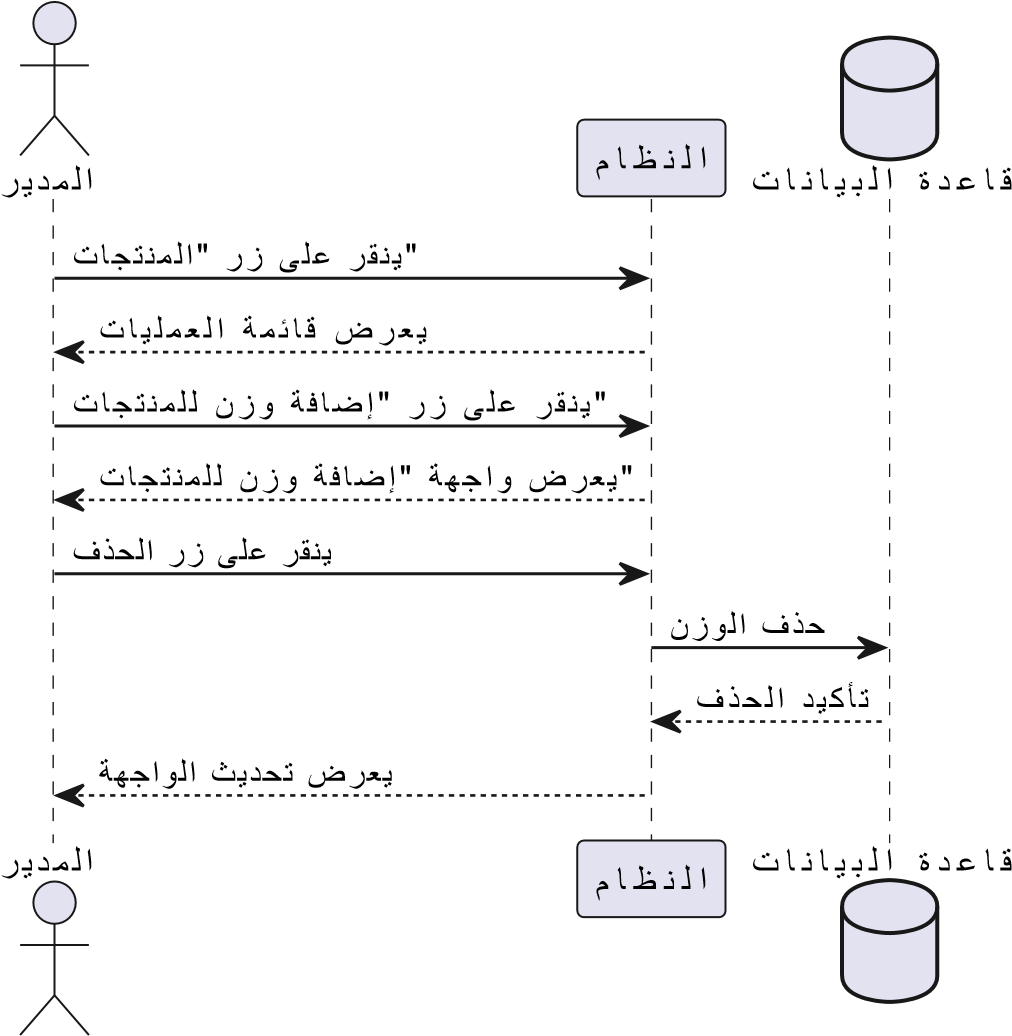 المدير
النظام
قاعدة البيانات
ينقر على زر "المنتجات"
يعرض قائمة العمليات
ينقر على زر "إضافة وزن للمنتجات"
يعرض واجهة "إضافة وزن للمنتجات"
ينقر على زر الحذف
حذف الوزن
تأكيد الحذف
يعرض تحديث الواجهة
المدير
النظام
قاعدة البيانات